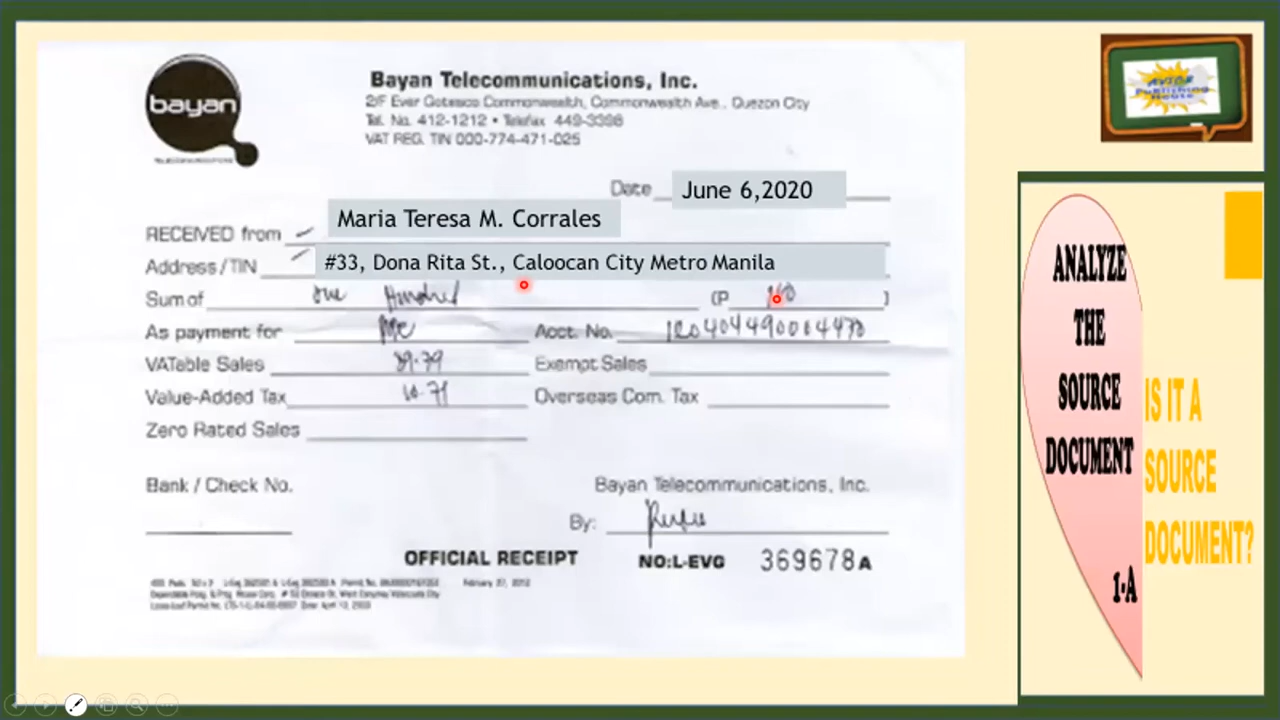 bayan
Bayan Telecommunications, Inc.
2/F Ever Gotesco Commonwealth, Commonwealth Ave., Quezon City
Tel. No. 412-1212 • Telefax 449-3398
VAT REG. TIN 000-774-471-025
Date June 6,2020
RECEIVED from Maria Teresa M. Corrales
Address/TIN #33, Dona Rita St., Caloocan City Metro Manila
Sum of One Hundred (P 100 )
As payment for Acct. No.
VATable Sales 89.29 Exempt Sales
Value-Added Tax 10.71 Overseas Com. Tax
Zero Rated Sales
Bank / Check No. Bayan Telecommunications, Inc.
By:
OFFICIAL RECEIPT NO:L-EVG 369678A
AVION
Publishing
House
ANALYZE
THE
SOURCE
DOCUMENT
1-A
IS IT A
SOURCE
DOCUMENT?